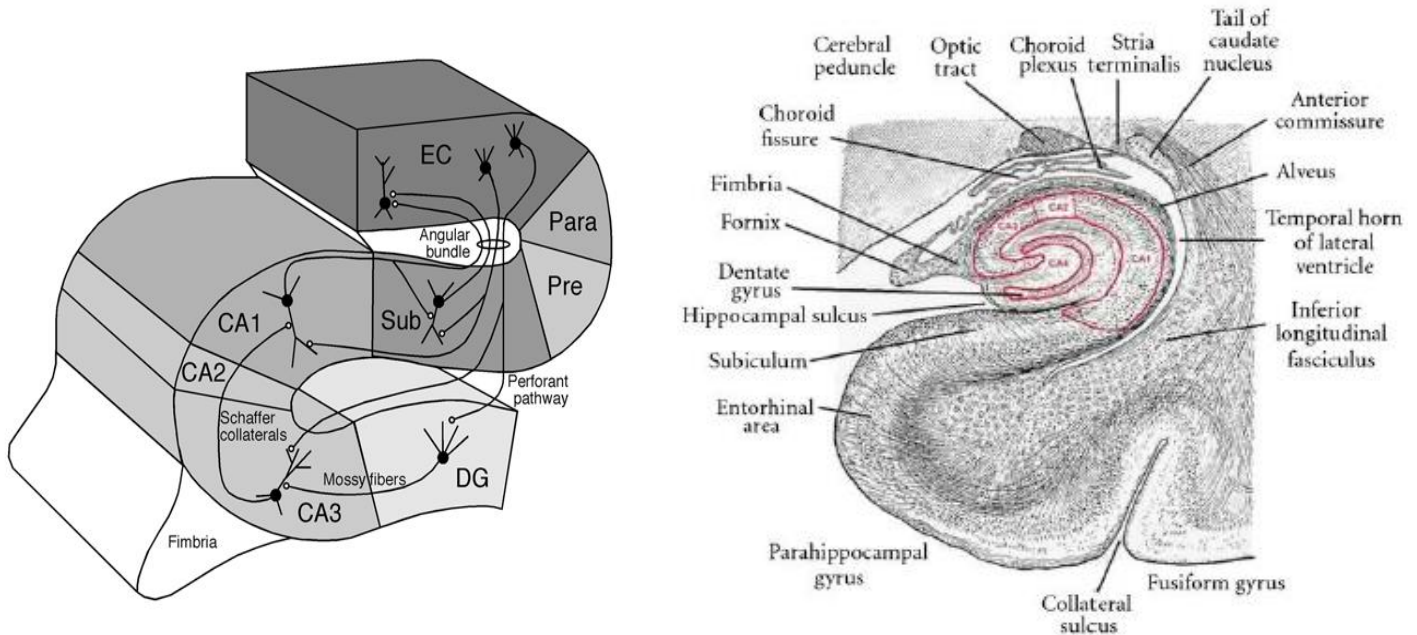 EC
Para
Angular
bundle
Pre
CA1
Sub
CA2
Perforant
pathway
Schaffer
collaterals
Mossy fibers
DG
CA3
Fimbria
Tail of
caudate
nucleus
Cerebral
peduncle
Optic
tract
Choroid
plexus
Stria
terminalis
Anterior
commissure
Choroid
fissure
Alveus
Fimbria
Fornix
CA2
CA3
CA1
CA4
Temporal horn
of lateral
ventricle
Dentate
gyrus
Hippocampal sulcus
Inferior
longitudinal
fasciculus
Subiculum
Entorhinal
area
Parahippocampal
gyrus
Fusiform gyrus
Collateral
sulcus